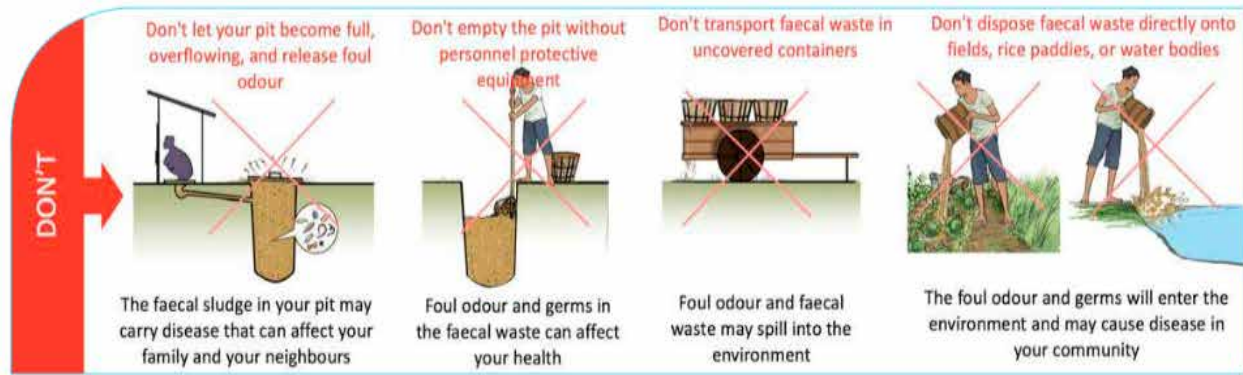 DON'T
Don't let your pit become full,
overflowing, and release foul
odour
The faecal sludge in your pit may
carry disease that can affect your
family and your neighbours
Don't empty the pit without
personnel protective
equipment
Foul odour and germs in
the faecal waste can affect
your health
Don't transport faecal waste in
uncovered containers
Foul odour and faecal
waste may spill into the
environment
Don't dispose faecal waste directly onto
fields, rice paddies, or water bodies
The foul odour and germs will enter the
environment and may cause disease in
your community